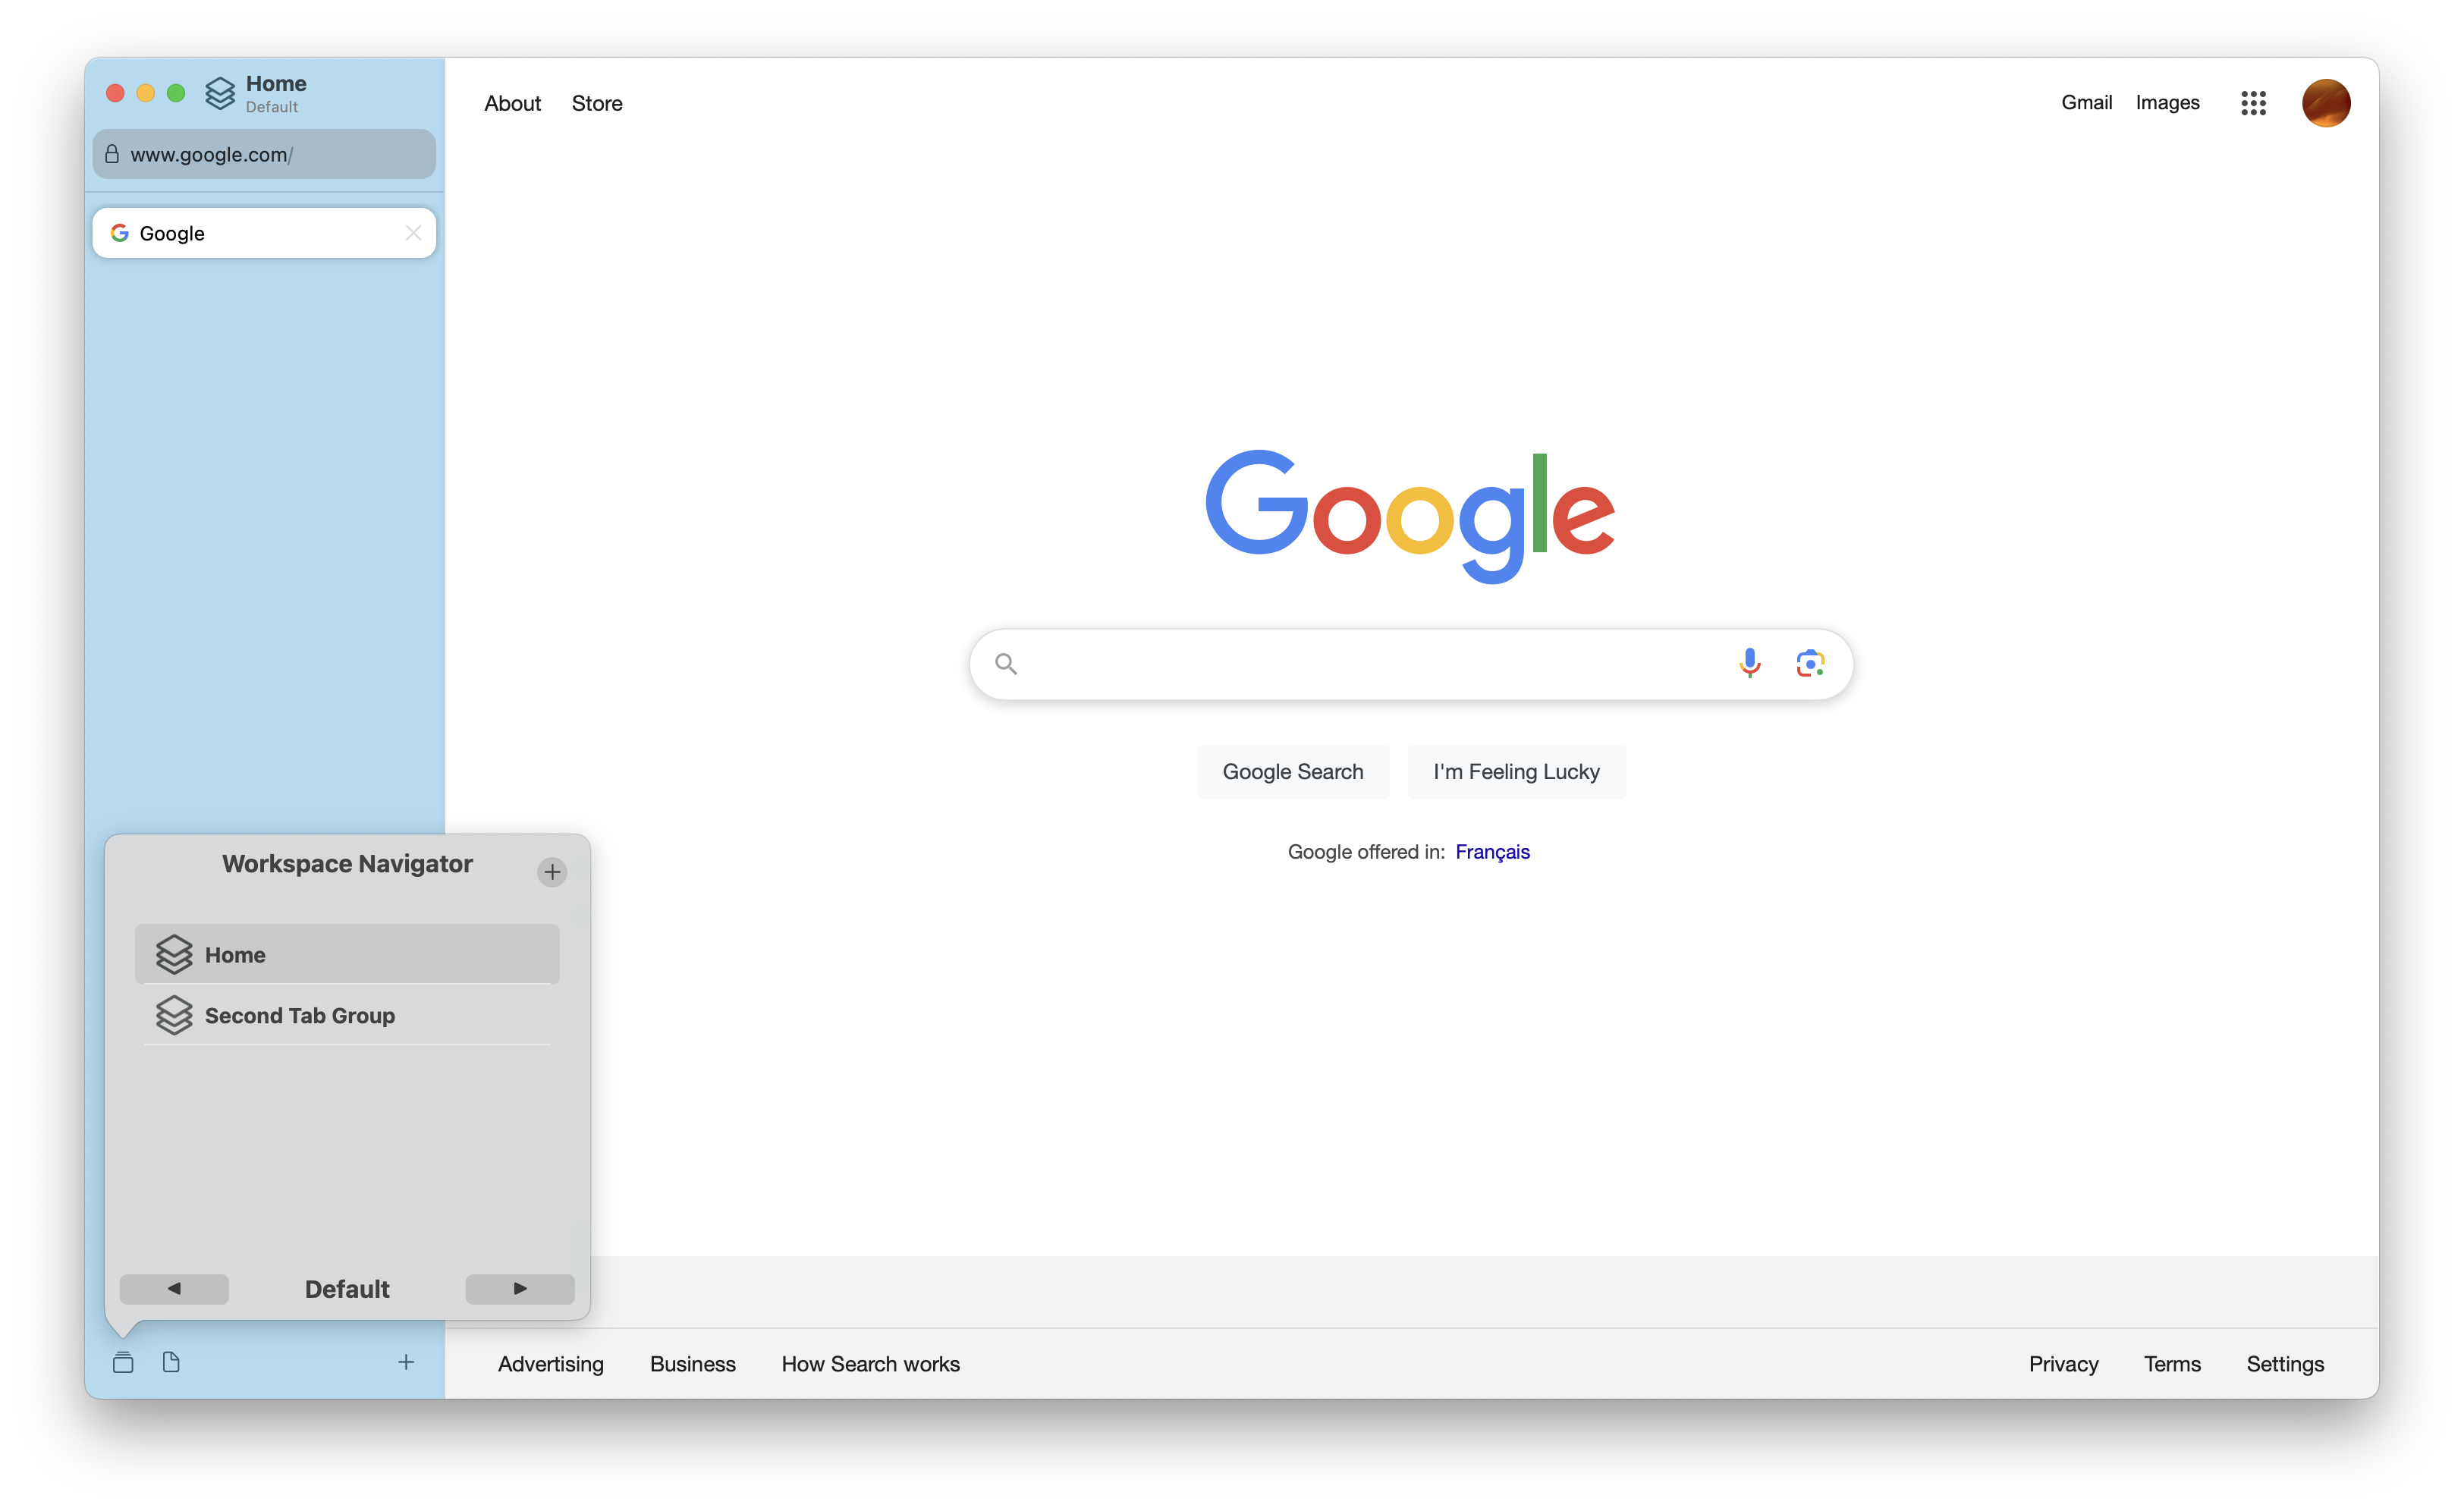 Home
Default
www.google.com/
Google
About Store
Gmail Images
Google
Google Search I'm Feeling Lucky
Google offered in: Français
Workspace Navigator
Home
Second Tab Group
Default
Advertising Business How Search works
Privacy Terms Settings